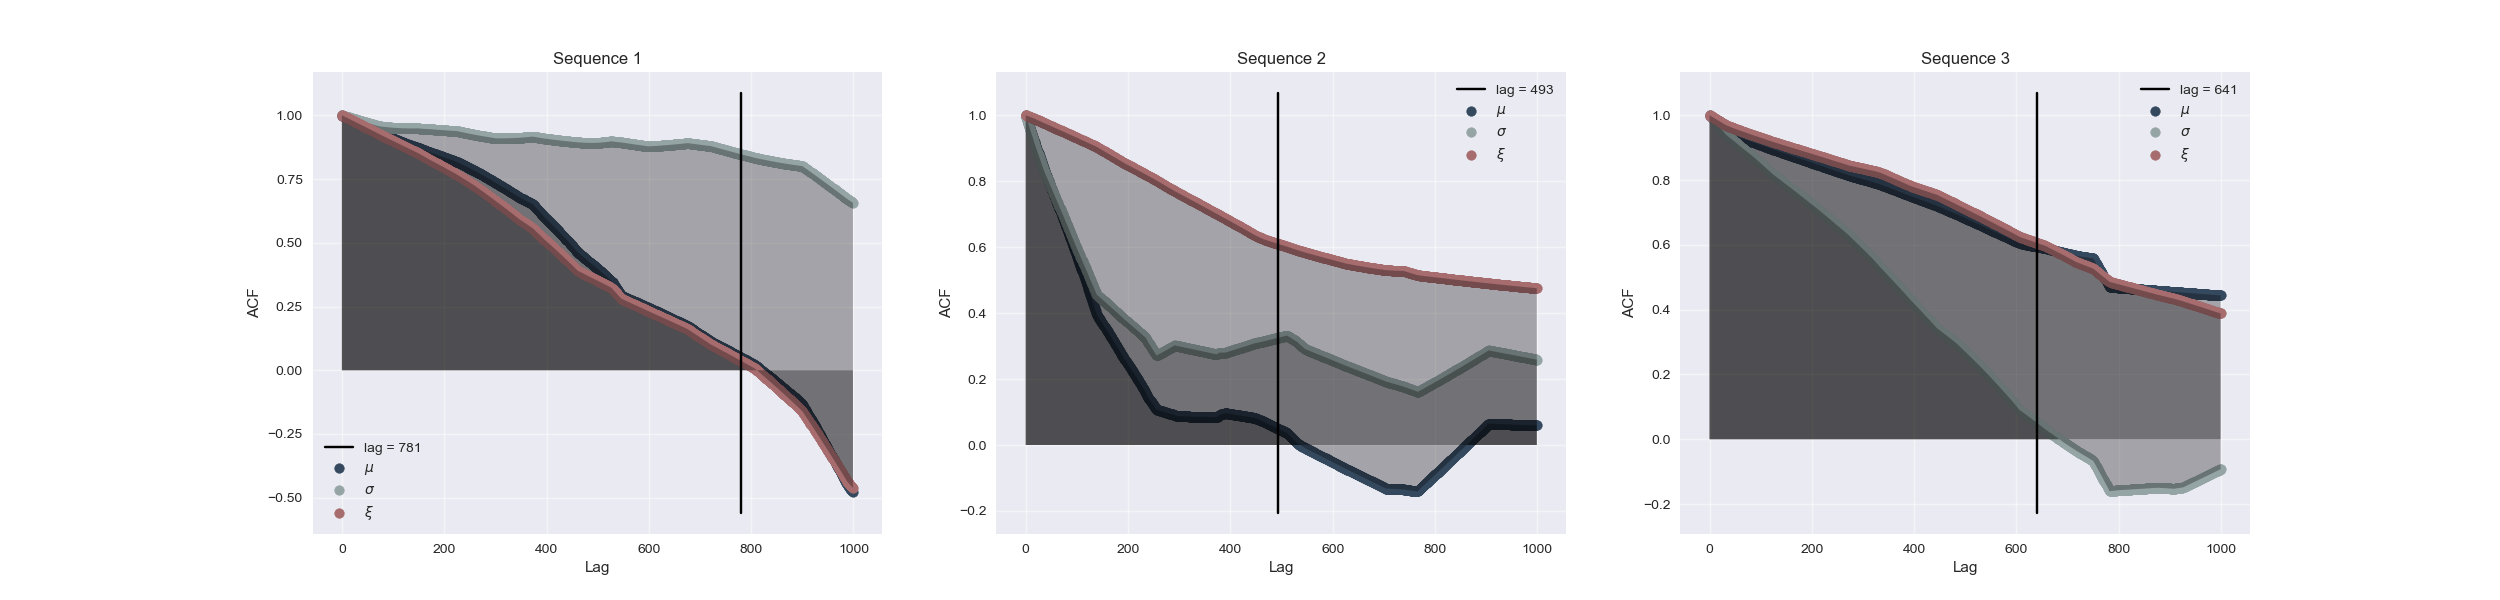 Sequence 1
ACF
1.00
0.75
0.50
0.25
0.00
−0.25
−0.50
lag = 781
μ
σ
ξ
0 200 400 600 800 1000
Lag
Sequence 2
ACF
1.0
0.8
0.6
0.4
0.2
0.0
−0.2
lag = 493
μ
σ
ξ
0 200 400 600 800 1000
Lag
Sequence 3
ACF
1.0
0.8
0.6
0.4
0.2
0.0
−0.2
lag = 641
μ
σ
ξ
0 200 400 600 800 1000
Lag